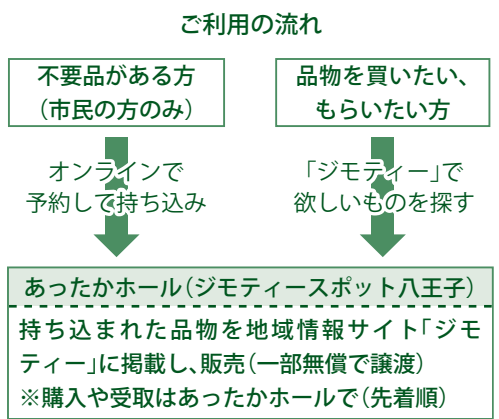 ご利用の流れ
不要品がある方
（市民の方のみ）
品物を買いたい、
もらいたい方
オンラインで
予約して持ち込み
「ジモティー」で
欲しいものを探す
あったかホール（ジモティースポット八王子）
持ち込まれた品物を地域情報サイト「ジモ
ティー」に掲載し、販売（一部無償で譲渡）
※購入や受取はあったかホールで（先着順）